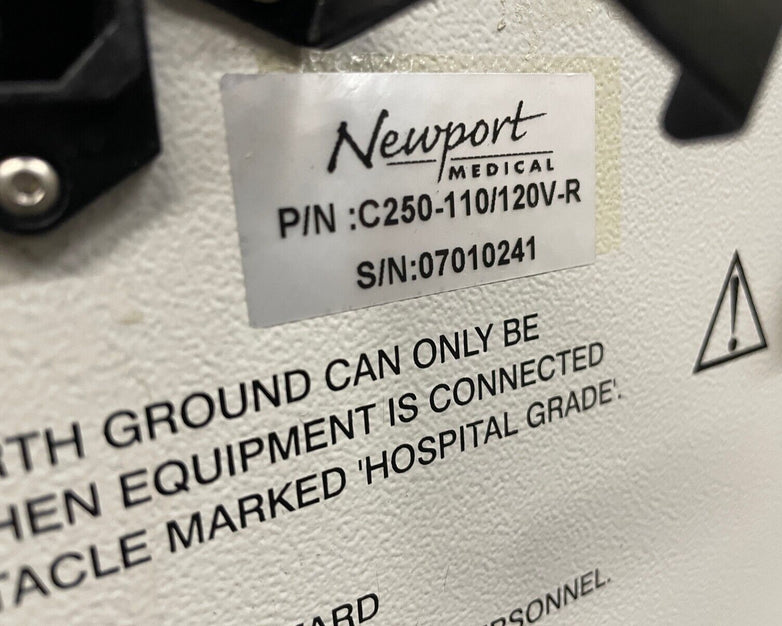 Newport
MEDICAL
P/N :C250-110/120V-R
S/N:07010241
RTH GROUND CAN ONLY BE
HEN EQUIPMENT IS CONNECTED
TACLE MARKED 'HOSPITAL GRADE'.
ARD
RSONNEL.